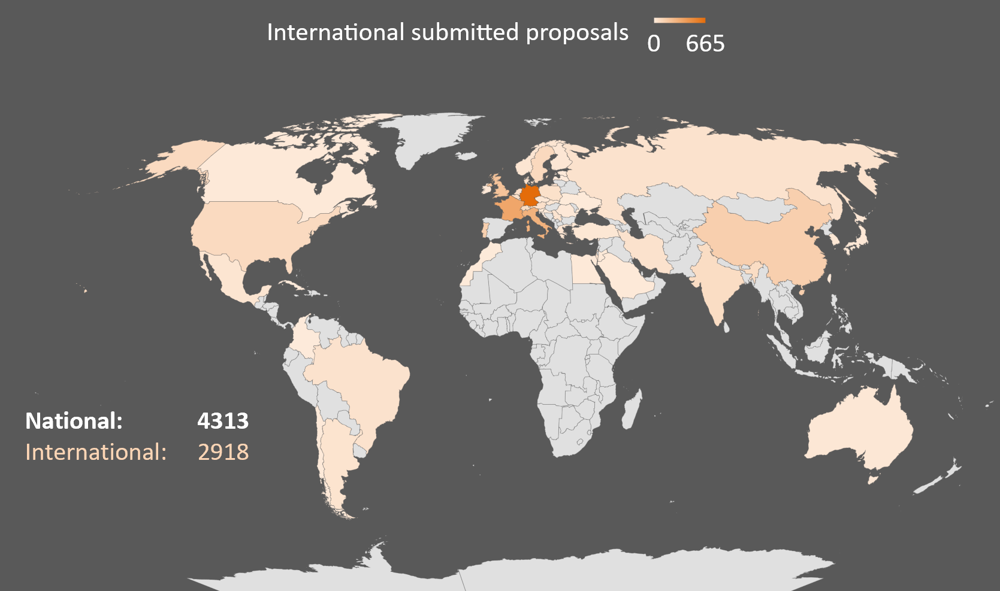 International submitted proposals
0 665
National: 4313
International: 2918